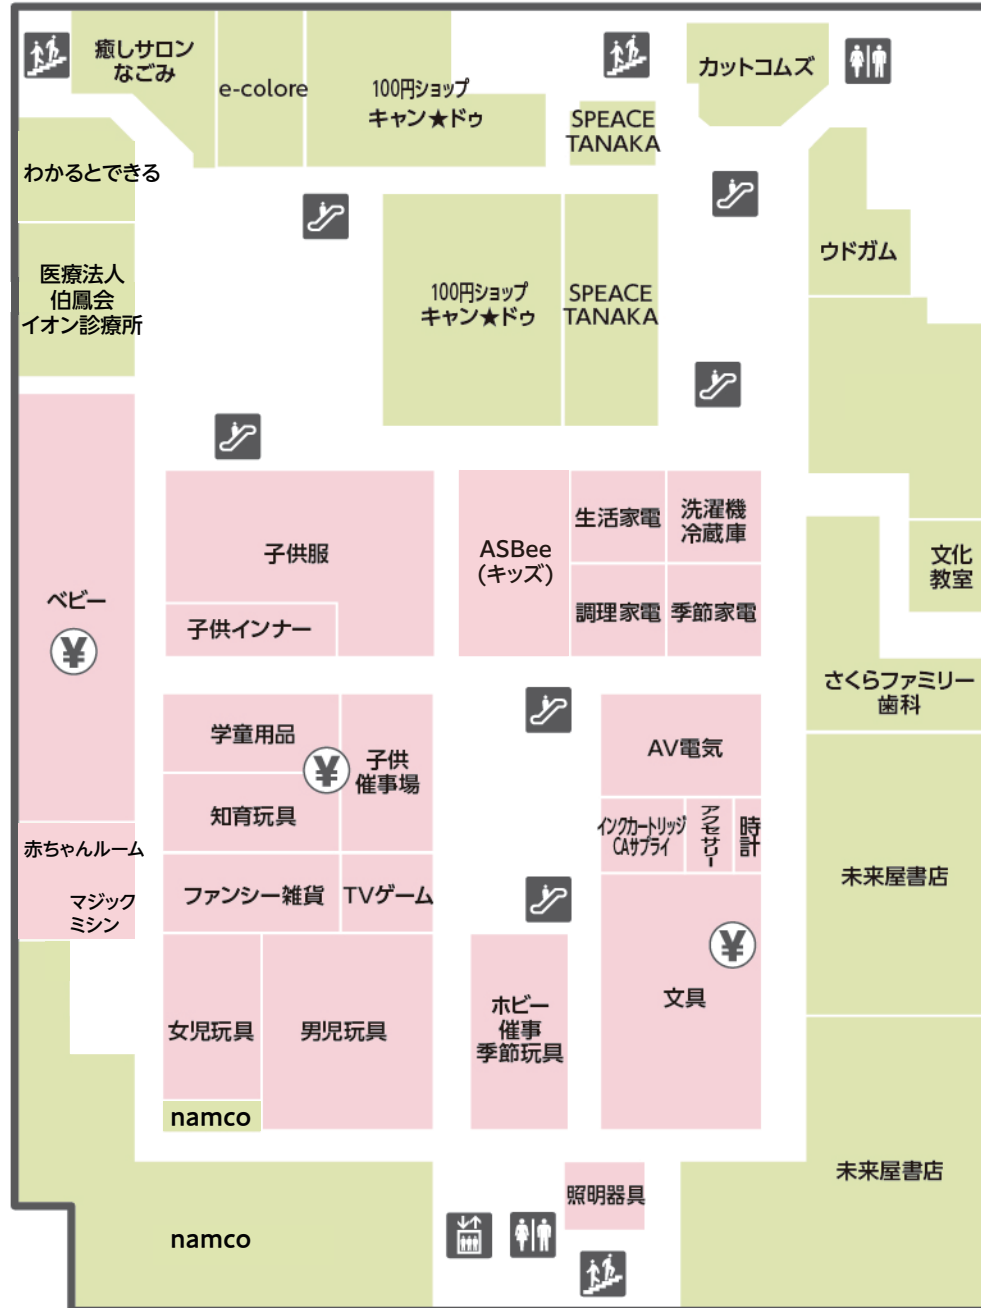 癒しサロン
なごみ
e-colore
100円ショップ
キャン★ドゥ
SPEACE
TANAKA
カットコムズ
わかるとできる
医療法人
伯鳳会
イオン診療所
100円ショップ
キャン★ドゥ
SPEACE
TANAKA
ウドガム
ベビー
¥
子供服
子供インナー
ASBee
(キッズ)
生活家電
洗濯機
冷蔵庫
調理家電
季節家電
文化
教室
さくらファミリー
歯科
学童用品
知育玩具
¥
子供
催事場
AV電気
インクカートリッジ
CAサプライ
アクセサリー
時計
未来屋書店
赤ちゃんルーム
マジック
ミシン
ファンシー雑貨
TVゲーム
¥
文具
女児玩具
男児玩具
ホビー
催事
季節玩具
namco
未来屋書店
照明器具
namco